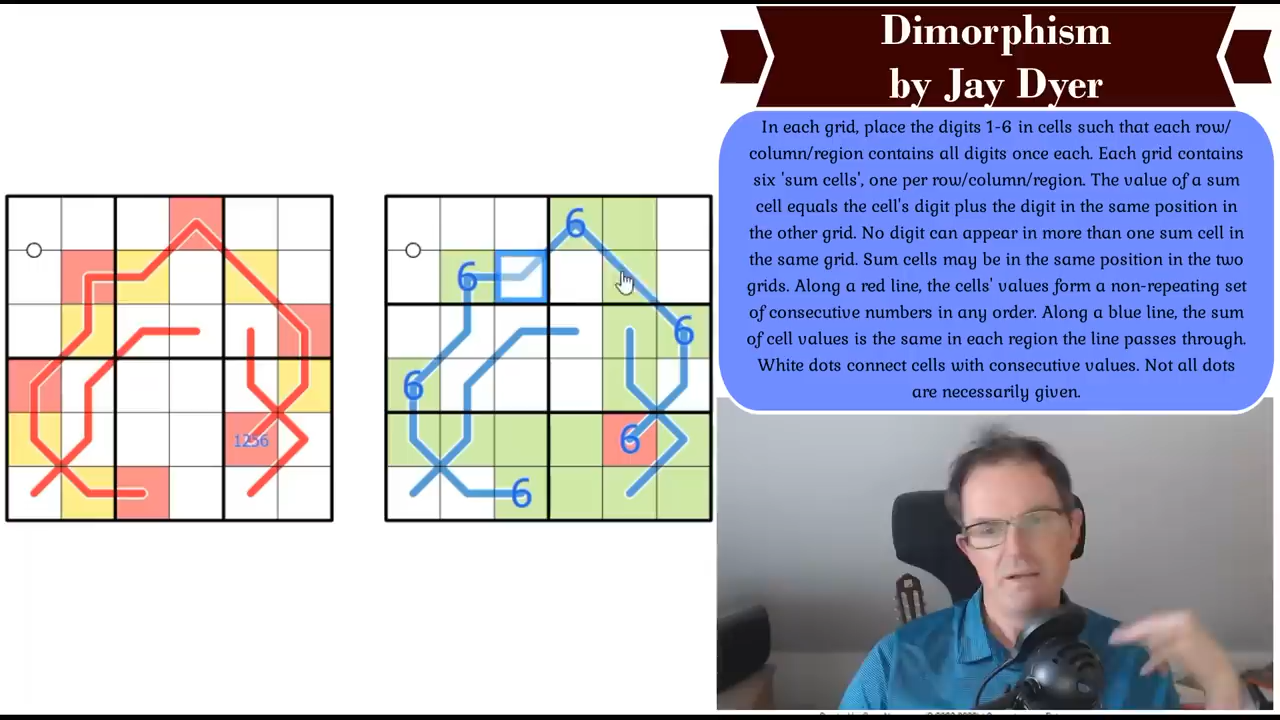 Dimorphism
by Jay Dyer
In each grid, place the digits 1-6 in cells such that each row/
column/region contains all digits once each. Each grid contains
six 'sum cells', one per row/column/region. The value of a sum
cell equals the cell's digit plus the digit in the same position in
the other grid. No digit can appear in more than one sum cell in
the same grid. Sum cells may be in the same position in the two
grids. Along a red line, the cells' values form a non-repeating set
of consecutive numbers in any order. Along a blue line, the sum
of cell values is the same in each region the line passes through.
White dots connect cells with consecutive values. Not all dots
are necessarily given.
6
6
6
6
1256
6
6